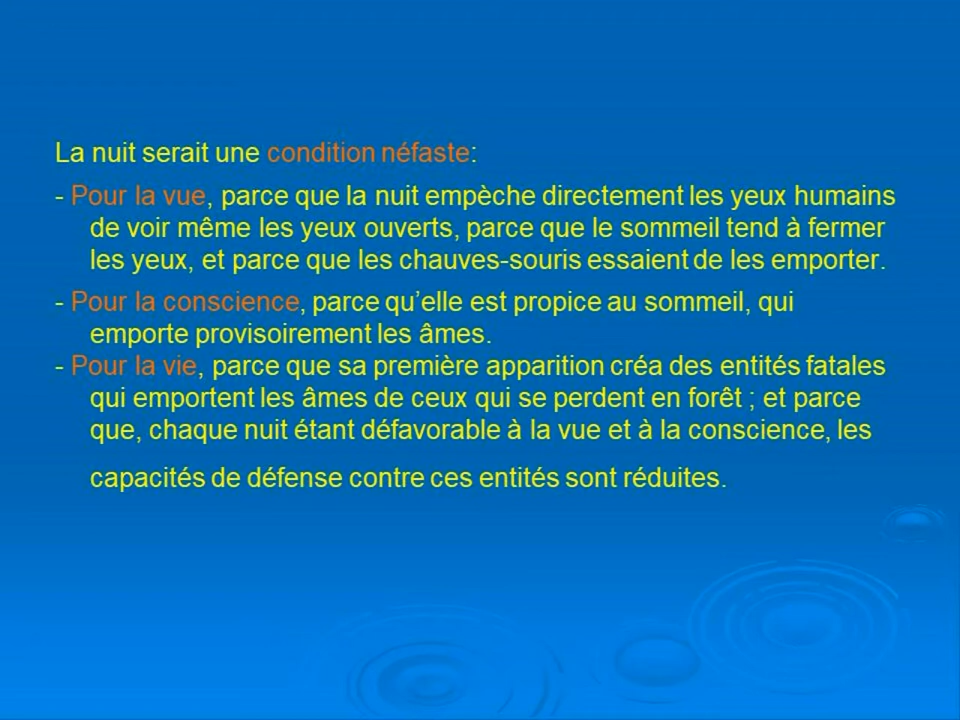 La nuit serait une condition néfaste:
- Pour la vue, parce que la nuit empèche directement les yeux humains
de voir même les yeux ouverts, parce que le sommeil tend à fermer
les yeux, et parce que les chauves-souris essaient de les emporter.
- Pour la conscience, parce qu’elle est propice au sommeil, qui
emporte provisoirement les âmes.
- Pour la vie, parce que sa première apparition créa des entités fatales
qui emportent les âmes de ceux qui se perdent en forêt ; et parce
que, chaque nuit étant défavorable à la vue et à la conscience, les
capacités de défense contre ces entités sont réduites.